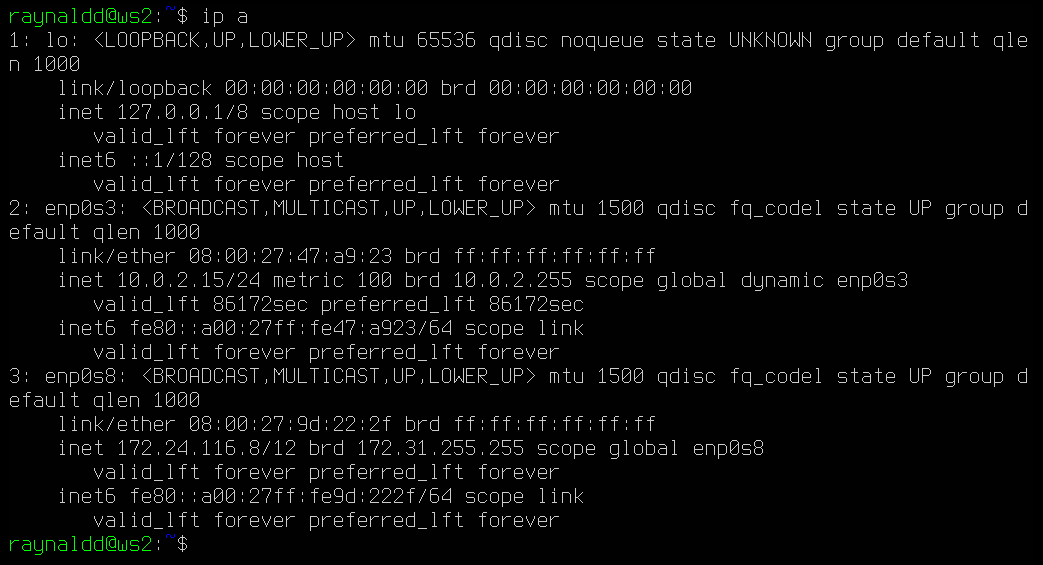 raynaldd@ws2:~$ ip a
1: lo: <LOOPBACK,UP,LOWER_UP> mtu 65536 qdisc noqueue state UNKNOWN group default qle
n 1000
    link/loopback 00:00:00:00:00:00 brd 00:00:00:00:00:00
    inet 127.0.0.1/8 scope host lo
       valid_lft forever preferred_lft forever
    inet6 ::1/128 scope host
       valid_lft forever preferred_lft forever
2: enp0s3: <BROADCAST,MULTICAST,UP,LOWER_UP> mtu 1500 qdisc fq_codel state UP group d
efault qlen 1000
    link/ether 08:00:27:47:a9:23 brd ff:ff:ff:ff:ff:ff
    inet 10.0.2.15/24 metric 100 brd 10.0.2.255 scope global dynamic enp0s3
       valid_lft 86172sec preferred_lft 86172sec
    inet6 fe80::a00:27ff:fe47:a923/64 scope link
       valid_lft forever preferred_lft forever
3: enp0s8: <BROADCAST,MULTICAST,UP,LOWER_UP> mtu 1500 qdisc fq_codel state UP group d
efault qlen 1000
    link/ether 08:00:27:9d:22:2f brd ff:ff:ff:ff:ff:ff
    inet 172.24.116.8/12 brd 172.31.255.255 scope global enp0s8
       valid_lft forever preferred_lft forever
    inet6 fe80::a00:27ff:fe9d:222f/64 scope link
       valid_lft forever preferred_lft forever
raynaldd@ws2:~$